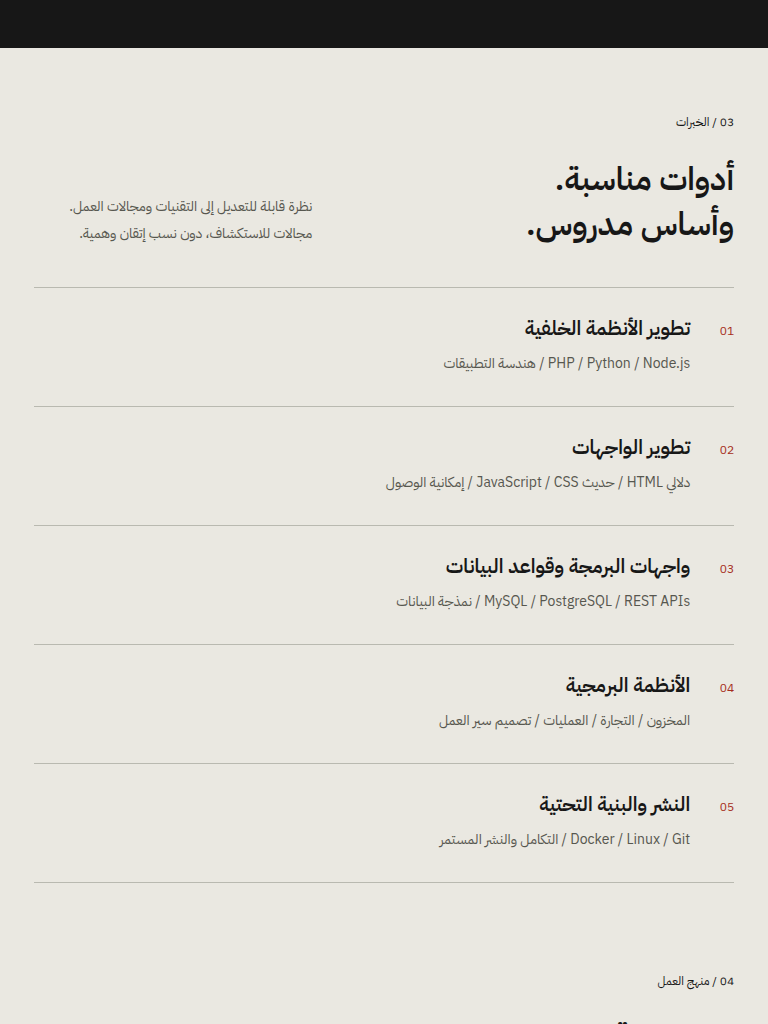 03 / الخبرات
أدوات مناسبة.
وأساس مدروس.
نظرة قابلة للتعديل إلى التقنيات ومجالات العمل.
مجالات للاستكشاف، دون نسب إتقان وهمية.
01
تطوير الأنظمة الخلفية
PHP / Python / Node.js / هندسة التطبيقات
02
تطوير الواجهات
دلالي HTML / حديث CSS / JavaScript / إمكانية الوصول
03
واجهات البرمجة وقواعد البيانات
MySQL / PostgreSQL / REST APIs / نمذجة البيانات
04
الأنظمة البرمجية
المخزون / التجارة / العمليات / تصميم سير العمل
05
النشر والبنية التحتية
Docker / Linux / Git / التكامل والنشر المستمر
04 / منهج العمل